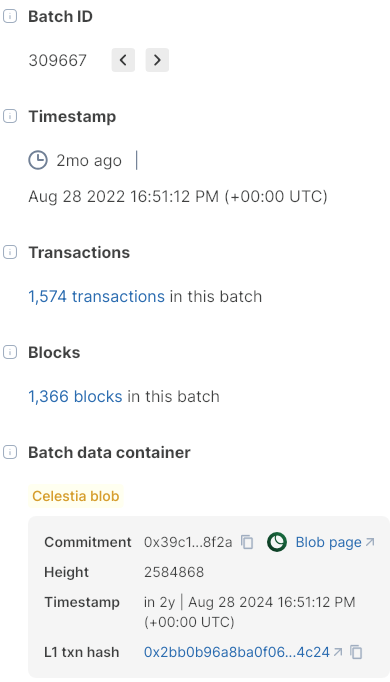 Batch ID
309667
Timestamp
2mo ago
Aug 28 2022 16:51:12 PM (+00:00 UTC)
Transactions
1,574 transactions in this batch
Blocks
1,366 blocks in this batch
Batch data container
Celestia blob
Commitment 0x39c1...8f2a Blob page
Height 2584868
Timestamp in 2y | Aug 28 2024 16:51:12 PM
(+00:00 UTC)
L1 txn hash 0x2bb0b96a8ba0f06...4c24